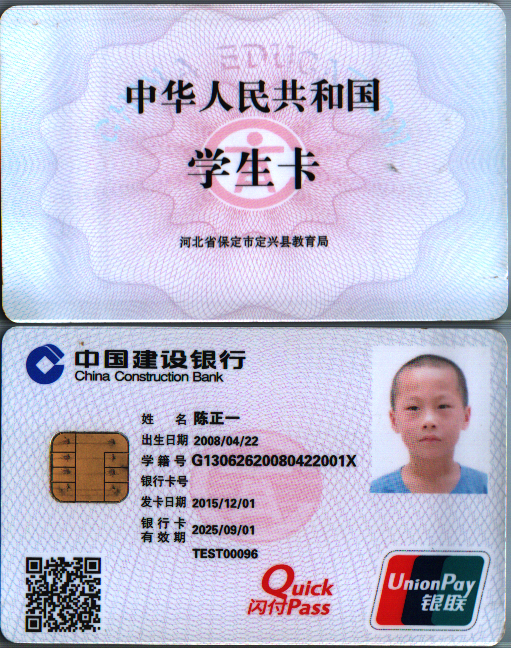 中华人民共和国
学生卡
河北省保定市定兴县教育局
中国建设银行
China Construction Bank
姓 名 陈正一
出生日期 2008/04/22
学籍号 G13062620080422001X
银行卡号
发卡日期 2015/12/01
银行卡
有效期 2025/09/01
TEST00096
Quick
闪付Pass
UnionPay
银联